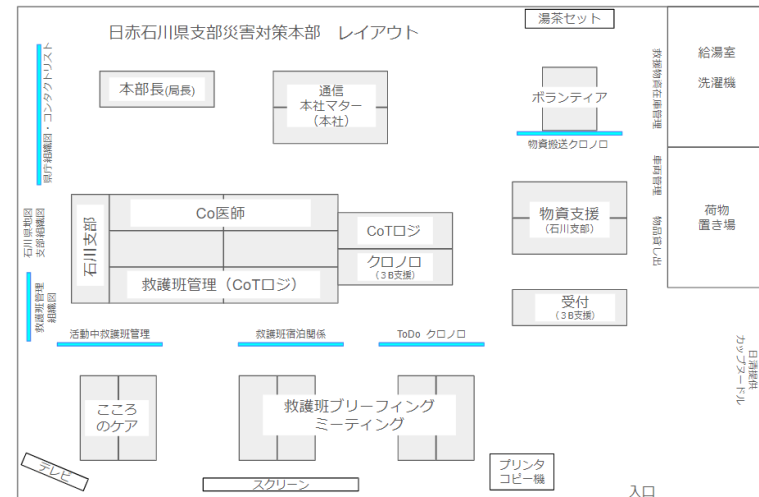 日赤石川県支部災害対策本部　レイアウト
湯茶セット
給湯室
洗濯機
本部長(局長)
通信
本社マター
（本社）
ボランティア
物資搬送クロノロ
救援物資在庫管理
県庁組織図・コンタクトリスト
車両管理
物品貸し出
荷物
置き場
石川県地図
支部組織図
石川支部
Co医師
CoTロジ
クロノロ
（３B支援）
救護班管理（CoTロジ）
物資支援
（石川支部）
受付
（３B支援）
救護班管理
組織図
活動中救護班管理
救護班宿泊関係
ToDo クロノロ
日清提供
カップヌードル
こころ
のケア
救護班ブリーフィング
ミーティング
テレビ
スクリーン
プリンタ
コピー機
入口